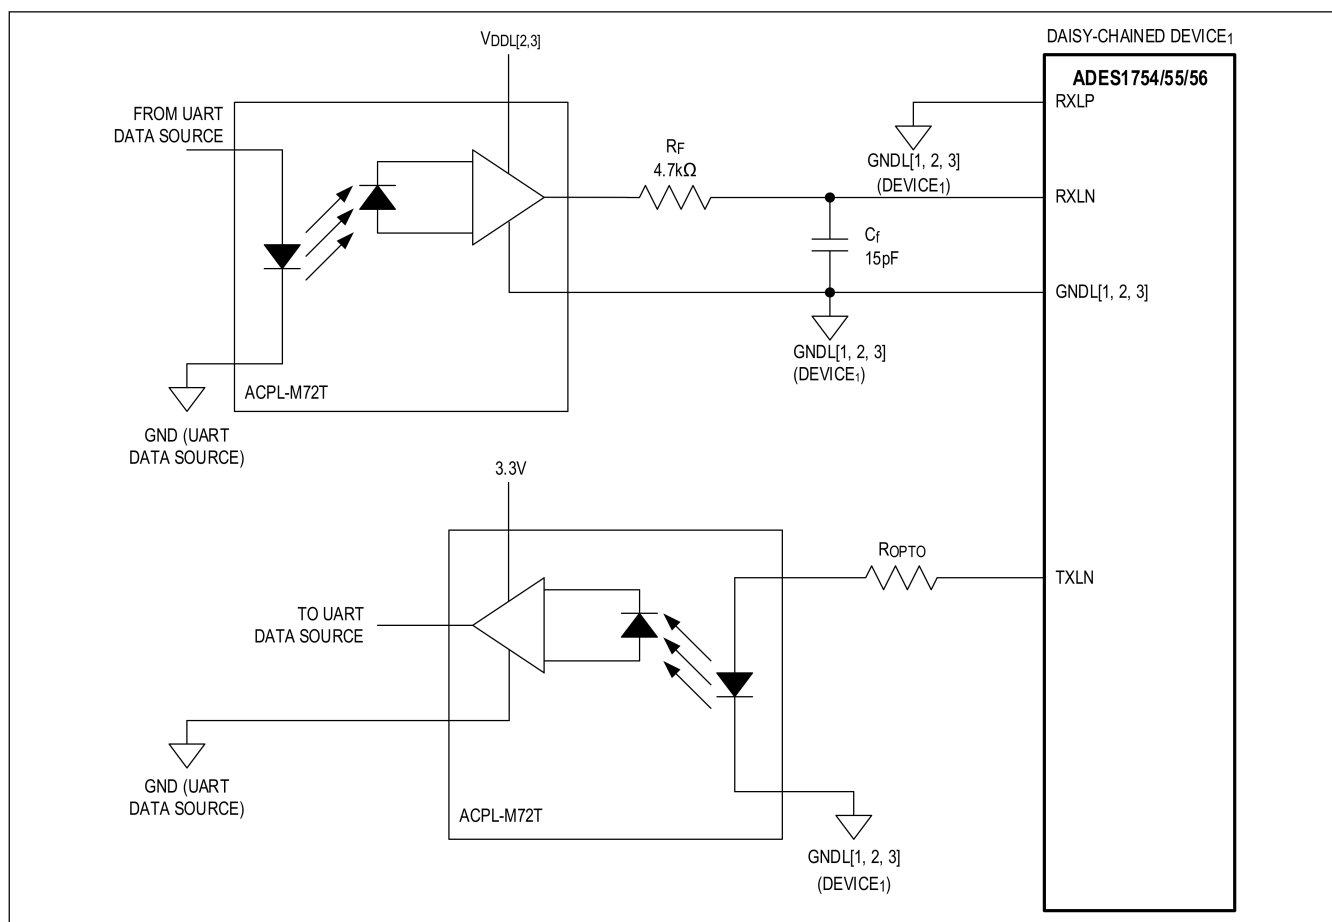 DAISY-CHAINED DEVICE1
ADES1754/55/56
VDDL[2,3]
FROM UART
DATA SOURCE
RXLP
GNDL[1, 2, 3]
(DEVICE1)
RF
4.7kΩ
RXLN
Cf
15pF
GNDL[1, 2, 3]
GNDL[1, 2, 3]
(DEVICE1)
ACPL-M72T
GND (UART
DATA SOURCE)
3.3V
ROPTO
TXLN
TO UART
DATA SOURCE
GND (UART
DATA SOURCE)
ACPL-M72T
GNDL[1, 2, 3]
(DEVICE1)